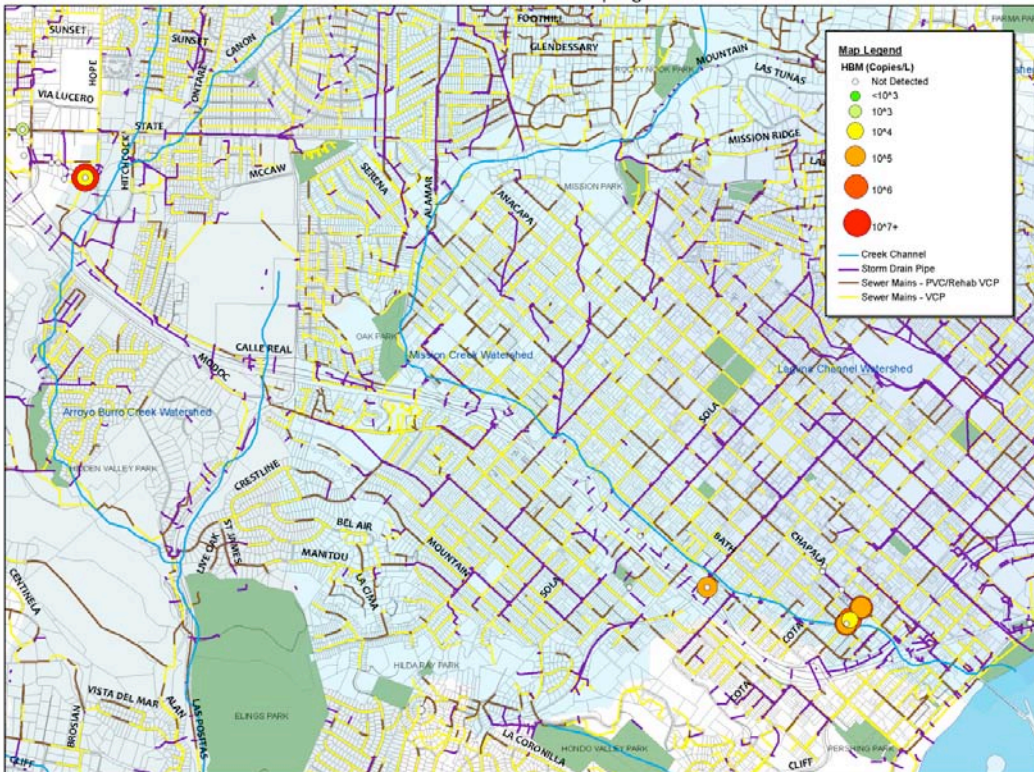 FOOTHILL
SUNSET
SUNSET
CANON
GLENDESSARY
MOUNTAIN
ROCKY NOOK PARK
LAS TUNAS
HOPE
ONTARE
VIA LUCERO
STATE
HITCHCOCK
MCCAW
SERENA
ALAMAR
MISSION RIDGE
MISSION PARK
ANACAPA
Map Legend
HBM (Copies/L)
Not Detected
<10^3
10^3
10^4
10^5
10^6
10^7+
Creek Channel
Storm Drain Pipe
Sewer Mains - PVC/Rehab VCP
Sewer Mains - VCP
OAK PARK
CALLE REAL
MODOC
Mission Creek Watershed
Laguna Channel Watershed
Arroyo Burro Creek Watershed
SOLA
HIDDEN VALLEY PARK
CRESTLINE
LIVE OAK
ST JAMES
BEL AIR
MANITOU
LA CIMA
MOUNTAIN
SOLA
BATH
CHAPALA
COTA
COTA
CENTINELA
HILDA RAY PARK
VISTA DEL MAR
ALAN
LAS POSITAS
ELINGS PARK
BROSIAN
CLIFF
LA CORONILLA
HONDO VALLEY PARK
PERSHING PARK
CLIFF